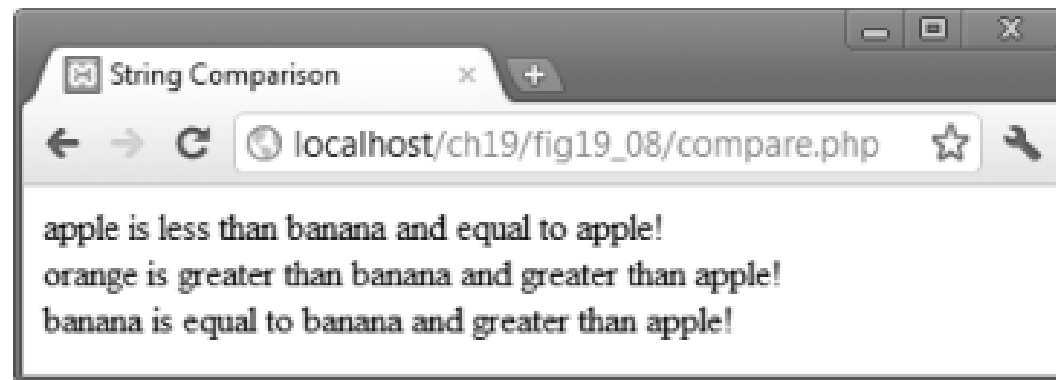 String Comparison
localhost/ch19/fig19_08/compare.php
apple is less than banana and equal to apple!
orange is greater than banana and greater than apple!
banana is equal to banana and greater than apple!